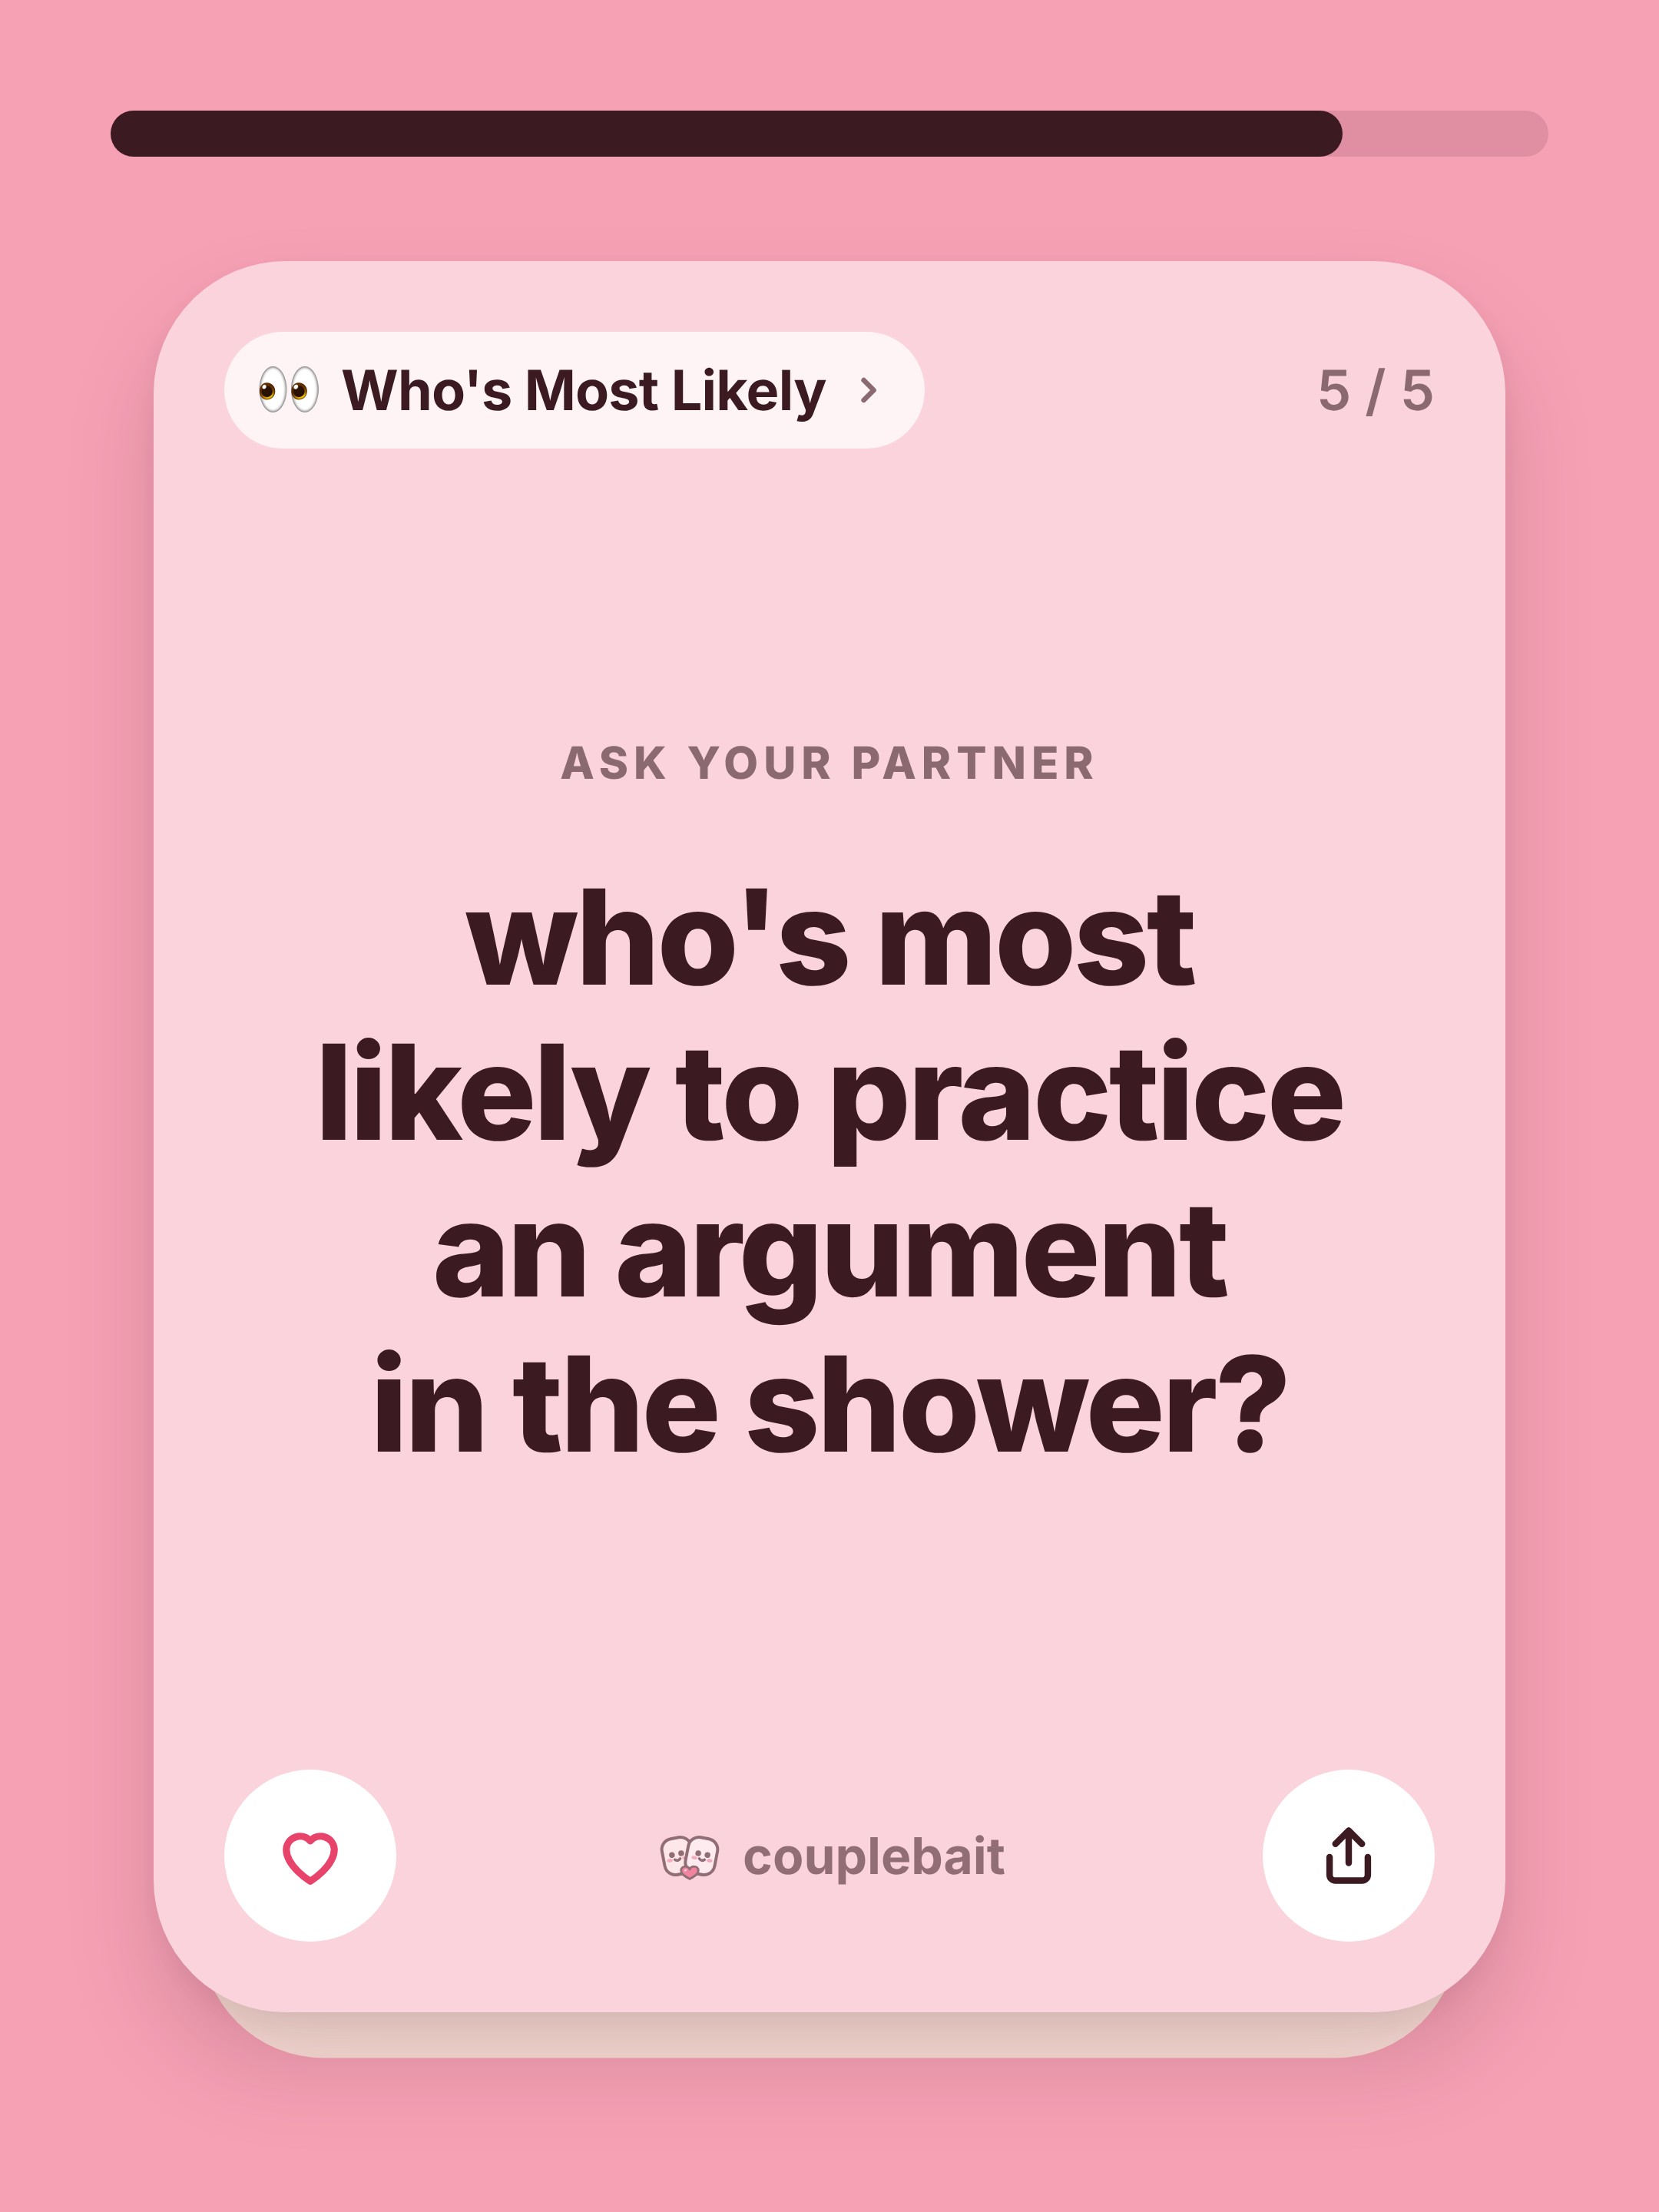 👀 Who's Most Likely
5 / 5
ASK YOUR PARTNER
who's most
likely to practice
an argument
in the shower?
couplebait